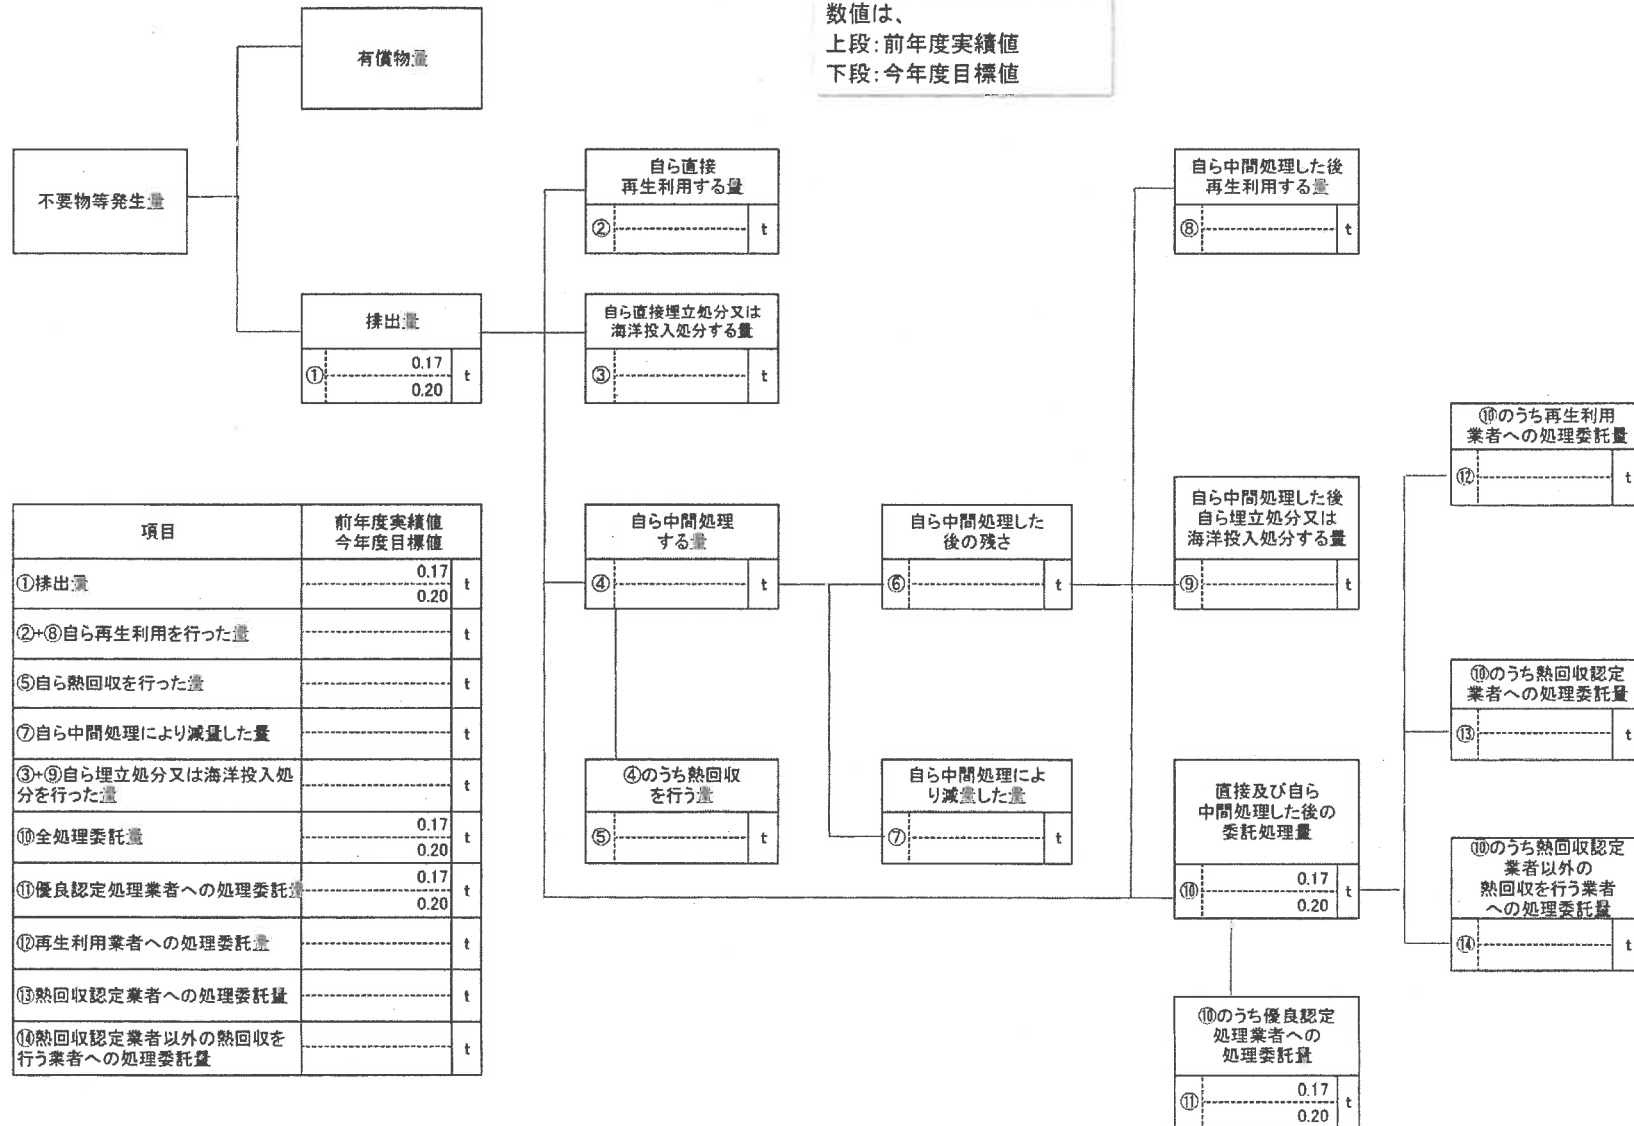 数値は、
上段:前年度実績値
下段:今年度目標値
有償物量
不要物等発生量
排出量
① 0.17 t
0.20
自ら直接
再生利用する量
② t
自ら直接埋立処分又は
海洋投入処分する量
③ t
自ら中間処理
する量
④ t
④のうち熱回収
を行う量
⑤ t
自ら中間処理した
後の残さ
⑥ t
自ら中間処理によ
り減量した量
⑦ t
自ら中間処理した後
再生利用する量
⑧ t
自ら中間処理した後
自ら埋立処分又は
海洋投入処分する量
⑨ t
直接及び自ら
中間処理した後の
委託処理量
⑩ 0.17 t
0.20
⑩のうち優良認定
処理業者への
処理委託量
⑪ 0.17 t
0.20
⑩のうち再生利用
業者への処理委託量
⑫ t
⑩のうち熱回収認定
業者への処理委託量
⑬ t
⑩のうち熱回収認定
業者以外の
熱回収を行う業者
への処理委託量
⑭ t
項目 前年度実績値
今年度目標値
①排出量 0.17 t
0.20
②+⑧自ら再生利用を行った量 t
⑤自ら熱回収を行った量 t
⑦自ら中間処理により減量した量 t
③+⑨自ら埋立処分又は海洋投入処
分を行った量 t
⑩全処理委託量 0.17 t
0.20
⑪優良認定処理業者への処理委託量 0.17 t
0.20
⑫再生利用業者への処理委託量 t
⑬熱回収認定業者への処理委託量 t
⑭熱回収認定業者以外の熱回収を
行う業者への処理委託量 t